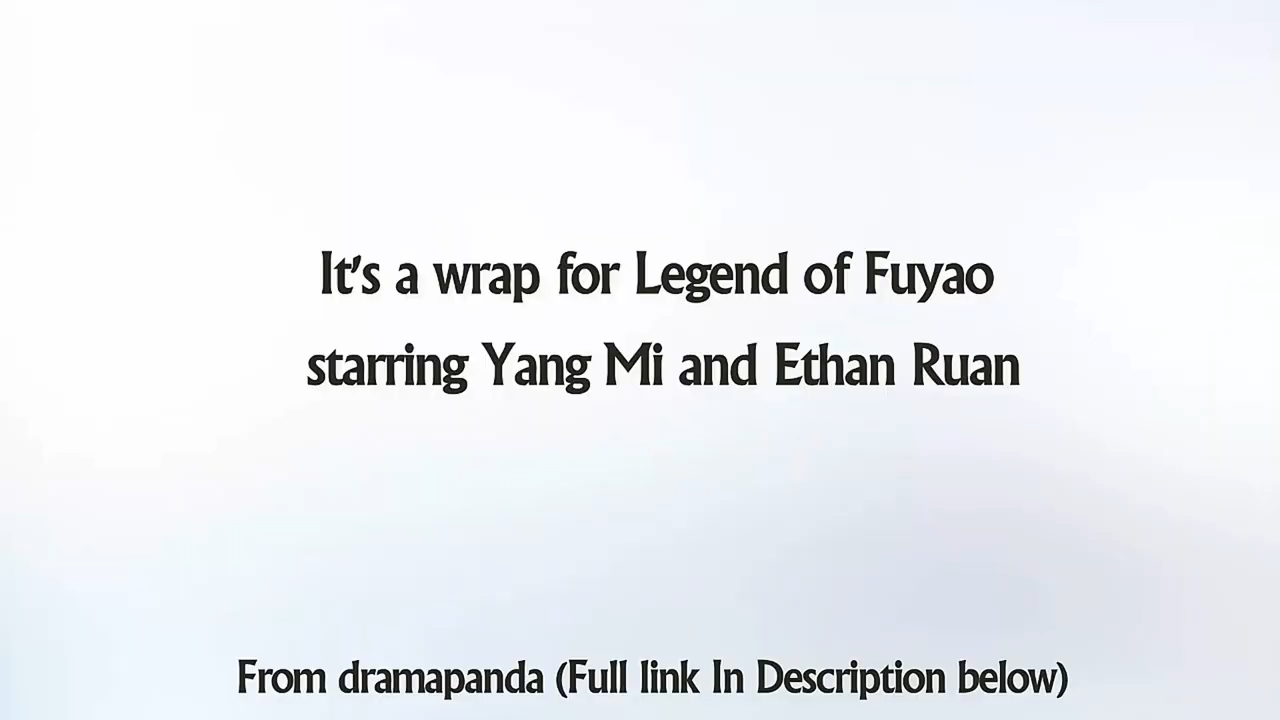 It's a wrap for Legend of Fuyao
starring Yang Mi and Ethan Ruan
From dramapanda (Full link In Description below)